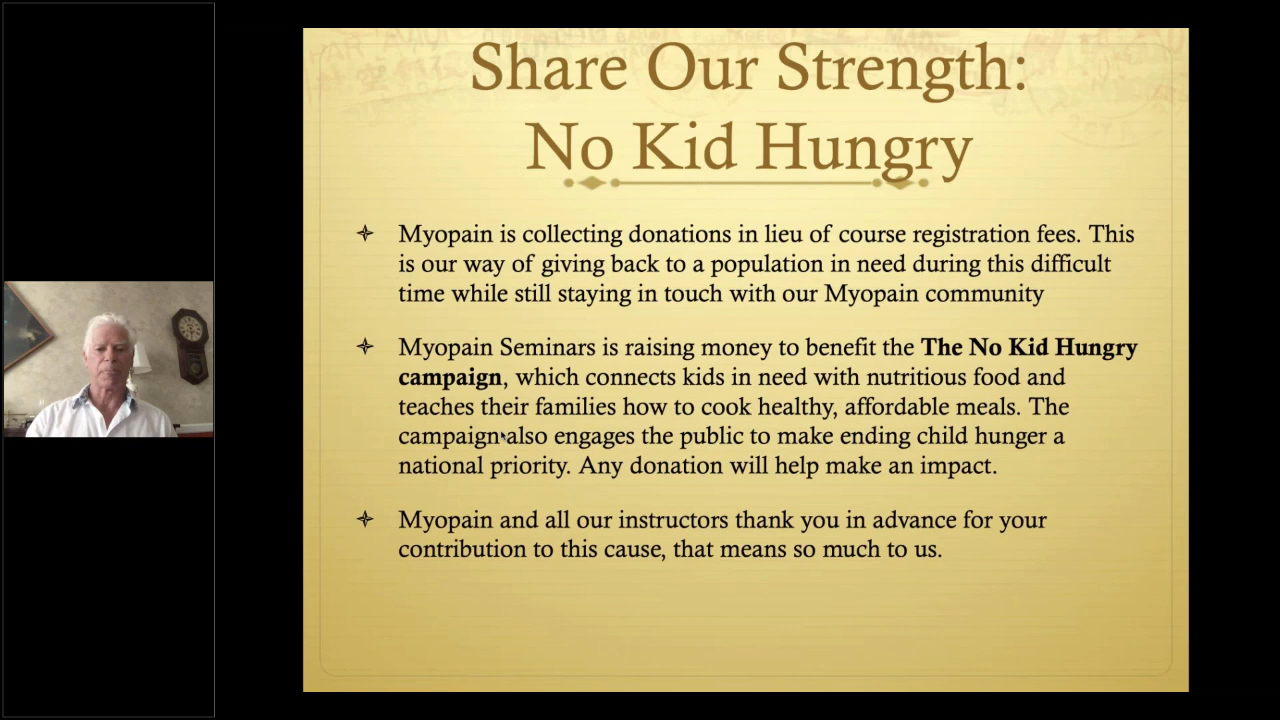 Share Our Strength:
No Kid Hungry
Myopain is collecting donations in lieu of course registration fees. This
is our way of giving back to a population in need during this difficult
time while still staying in touch with our Myopain community
Myopain Seminars is raising money to benefit the The No Kid Hungry
campaign, which connects kids in need with nutritious food and
teaches their families how to cook healthy, affordable meals. The
campaign also engages the public to make ending child hunger a
national priority. Any donation will help make an impact.
Myopain and all our instructors thank you in advance for your
contribution to this cause, that means so much to us.